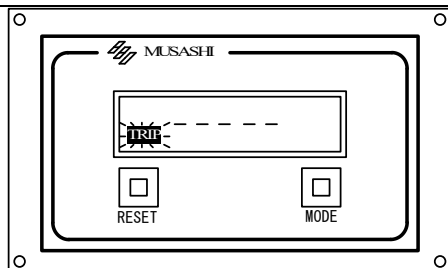 MUSASHI
– – – – –
TRIP
RESET MODE